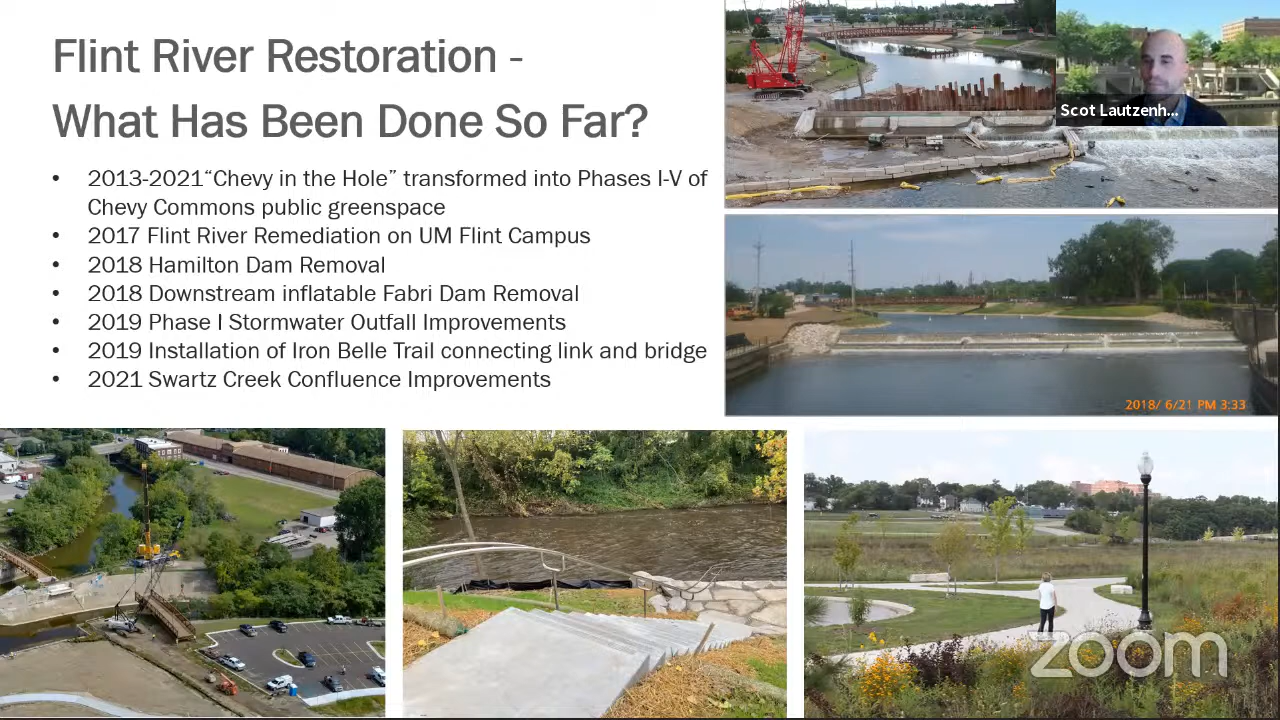 Flint River Restoration -
What Has Been Done So Far?
• 2013-2021“Chevy in the Hole” transformed into Phases I-V of
Chevy Commons public greenspace
• 2017 Flint River Remediation on UM Flint Campus
• 2018 Hamilton Dam Removal
• 2018 Downstream inflatable Fabri Dam Removal
• 2019 Phase I Stormwater Outfall Improvements
• 2019 Installation of Iron Belle Trail connecting link and bridge
• 2021 Swartz Creek Confluence Improvements
Scot Lautzenh...
2018/ 6/21 PM 3:33
zoom